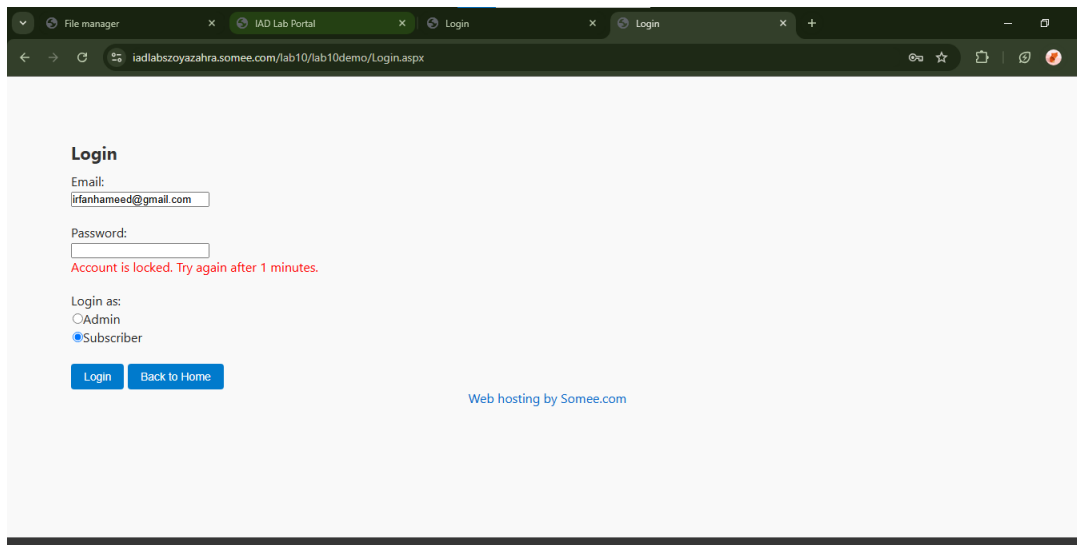 File manager
IAD Lab Portal
Login
Login
iadlabszoyazahra.somee.com/lab10/lab10demo/Login.aspx
Login
Email:
irfanhameed@gmail.com
Password:
Account is locked. Try again after 1 minutes.
Login as:
Admin
Subscriber
Login Back to Home
Web hosting by Somee.com